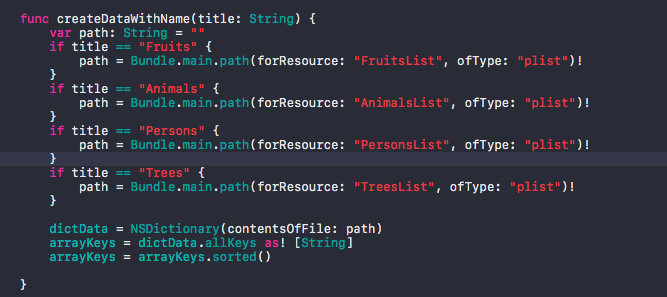 func createDataWithName(title: String) {
    var path: String = ""
    if title == "Fruits" {
        path = Bundle.main.path(forResource: "FruitsList", ofType: "plist")!
    }
    if title == "Animals" {
        path = Bundle.main.path(forResource: "AnimalsList", ofType: "plist")!
    }
    if title == "Persons" {
        path = Bundle.main.path(forResource: "PersonsList", ofType: "plist")!
    }
    if title == "Trees" {
        path = Bundle.main.path(forResource: "TreesList", ofType: "plist")!
    }

    dictData = NSDictionary(contentsOfFile: path)
    arrayKeys = dictData.allKeys as! [String]
    arrayKeys = arrayKeys.sorted()

}